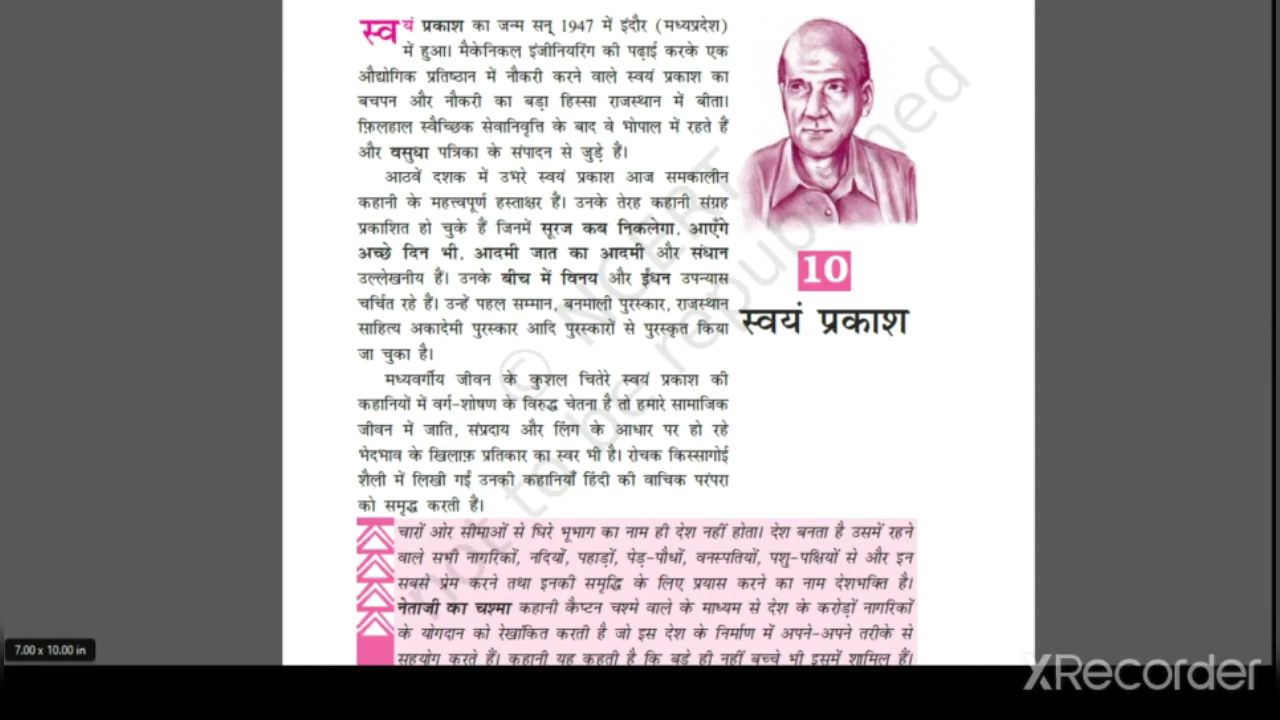 स्वयं प्रकाश का जन्म सन् 1947 में इंदौर (मध्यप्रदेश)
में हुआ। मैकेनिकल इंजीनियरिंग की पढ़ाई करके एक
औद्योगिक प्रतिष्ठान में नौकरी करने वाले स्वयं प्रकाश का
बचपन और नौकरी का बड़ा हिस्सा राजस्थान में बीता।
फ़िलहाल स्वैच्छिक सेवानिवृत्ति के बाद वे भोपाल में रहते हैं
और वसुधा पत्रिका के संपादन से जुड़े हैं।
आठवें दशक में उभरे स्वयं प्रकाश आज समकालीन
कहानी के महत्त्वपूर्ण हस्ताक्षर हैं। उनके तेरह कहानी संग्रह
प्रकाशित हो चुके हैं जिनमें सूरज कब निकलेगा, आएँगे
अच्छे दिन भी, आदमी जात का आदमी और संधान
उल्लेखनीय हैं। उनके बीच में विनय और ईंधन उपन्यास
चर्चित रहे हैं। उन्हें पहल सम्मान, बनमाली पुरस्कार, राजस्थान
साहित्य अकादेमी पुरस्कार आदि पुरस्कारों से पुरस्कृत किया
जा चुका है।
मध्यवर्गीय जीवन के कुशल चितेरे स्वयं प्रकाश की
कहानियों में वर्ग-शोषण के विरुद्ध चेतना है तो हमारे सामाजिक
जीवन में जाति, संप्रदाय और लिंग के आधार पर हो रहे
भेदभाव के खिलाफ़ प्रतिकार का स्वर भी है। रोचक किस्सागोई
शैली में लिखी गईं उनकी कहानियाँ हिंदी की वाचिक परंपरा
को समृद्ध करती हैं।
10
स्वयं प्रकाश
चारों ओर सीमाओं से घिरे भूभाग का नाम ही देश नहीं होता। देश बनता है उसमें रहने
वाले सभी नागरिकों, नदियों, पहाड़ों, पेड़-पौधों, वनस्पतियों, पशु-पक्षियों से और इन
सबसे प्रेम करने तथा इनकी समृद्धि के लिए प्रयास करने का नाम देशभक्ति है।
नेताजी का चश्मा कहानी कैप्टन चश्मे वाले के माध्यम से देश के करोड़ों नागरिकों
के योगदान को रेखांकित करती है जो इस देश के निर्माण में अपने-अपने तरीके से
सहयोग करते हैं। कहानी यह कहती है कि बड़े ही नहीं बच्चे भी इसमें शामिल हैं।
© NCERT
not to be republished
7.00 x 10.00 in
XRecorder